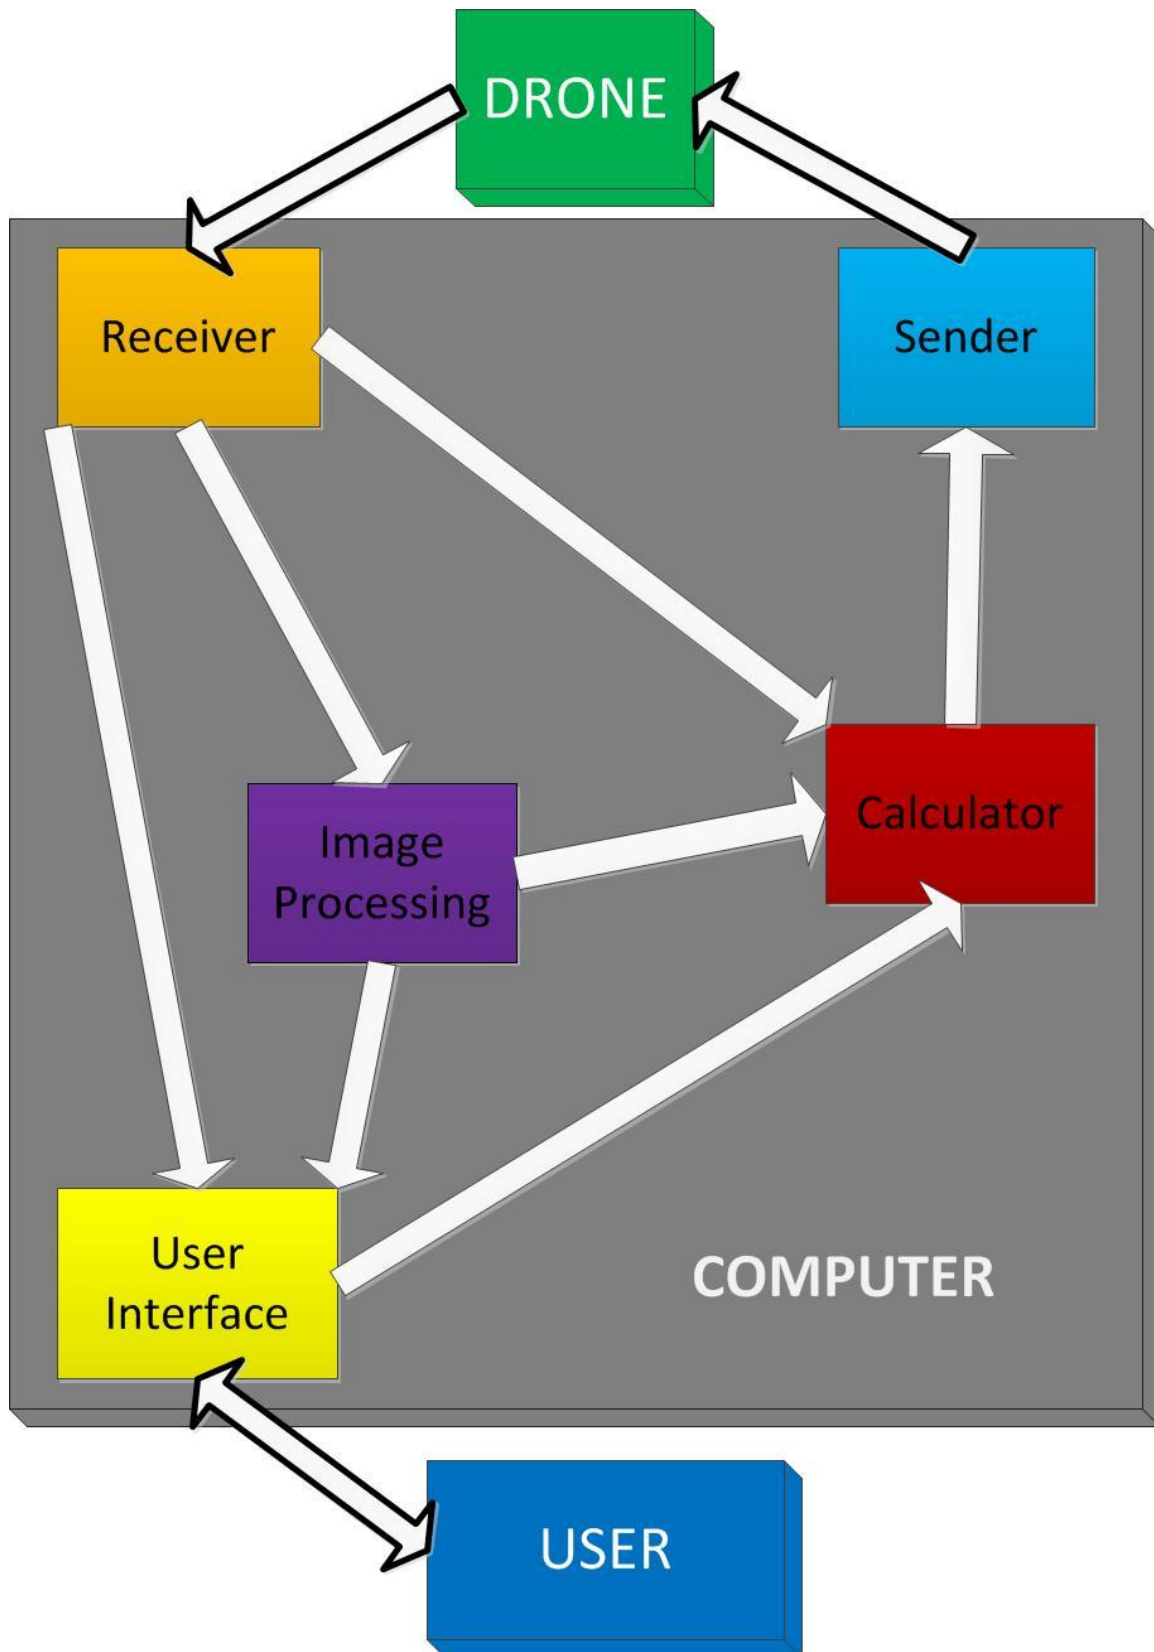 DRONE
Receiver
Sender
Calculator
Image
Processing
User
Interface
COMPUTER
USER